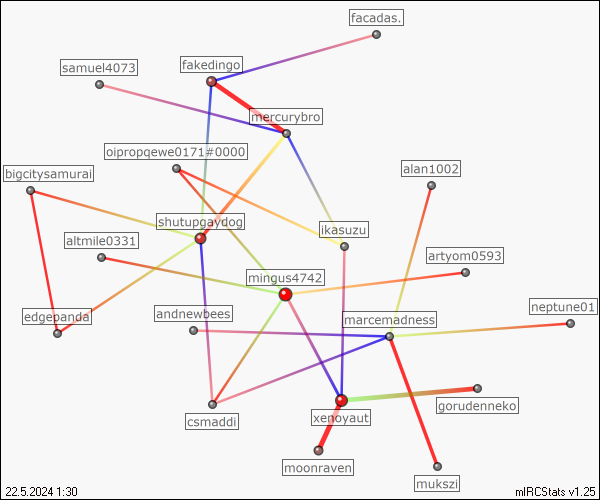 facadas.
fakedingo
samuel4073
mercurybro
oipropqewe0171#0000
alan1002
bigcitysamurai
shutupgaydog
ikasuzu
altmile0331
artyom0593
mingus4742
neptune01
andnewbees
edgepanda
marcemadness
gorudenneko
xenoyaut
csmaddi
moonraven
mukszi
22.5.2024 1:30
mIRCStats v1.25